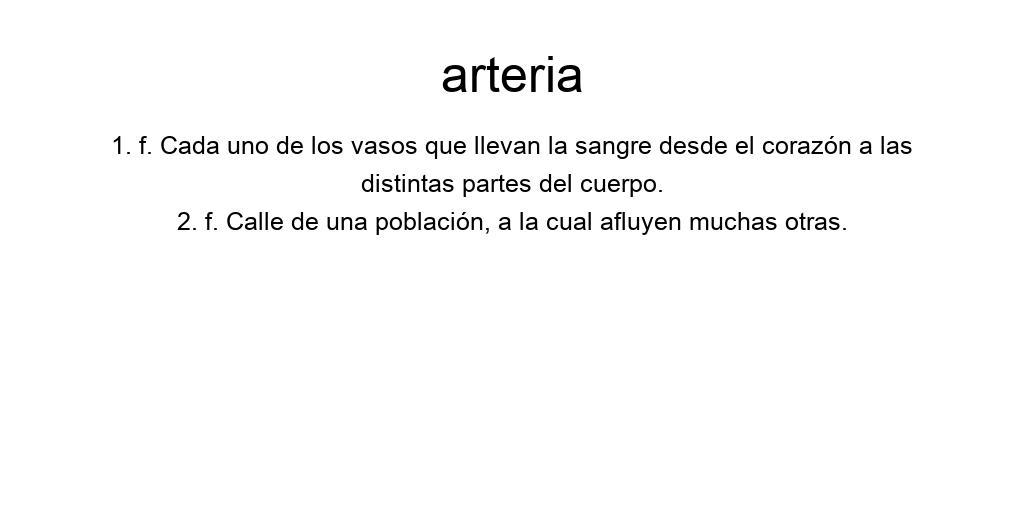 arteria
1. f. Cada uno de los vasos que llevan la sangre desde el corazón a las
distintas partes del cuerpo.
2. f. Calle de una población, a la cual afluyen muchas otras.